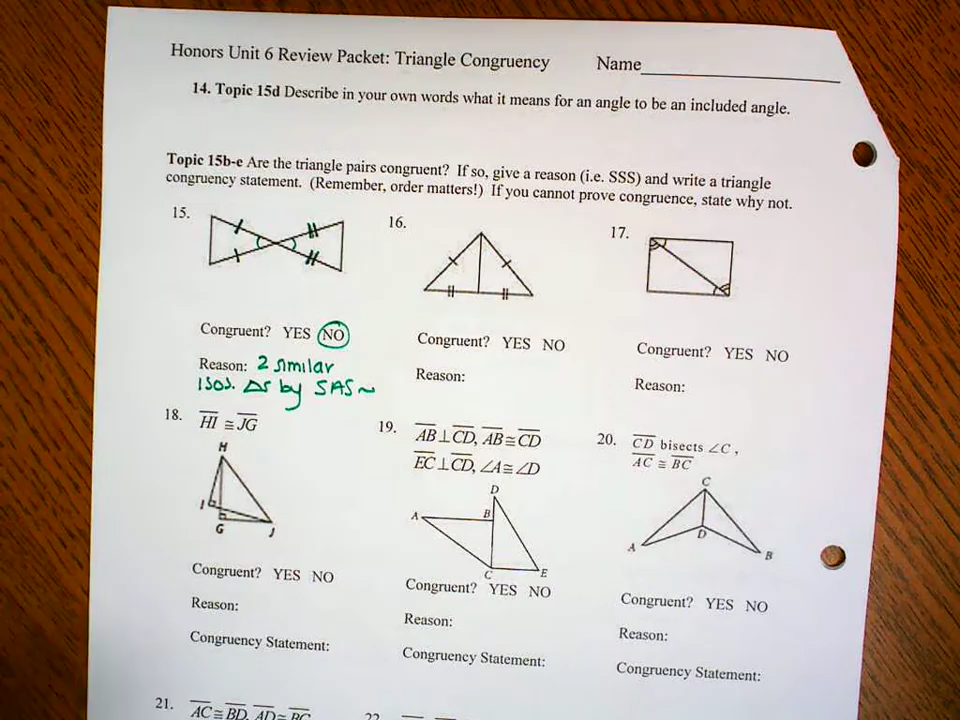 Honors Unit 6 Review Packet: Triangle Congruency Name
14. Topic 15d Describe in your own words what it means for an angle to be an included angle.
Topic 15b-e Are the triangle pairs congruent? If so, give a reason (i.e. SSS) and write a triangle
congruency statement. (Remember, order matters!) If you cannot prove congruence, state why not.
15. 16. 17.
Congruent? YES NO Congruent? YES NO Congruent? YES NO
Reason: 2 similar Reason: Reason:
isos. Δs by SAS~
18. HI ≅ JG
H
I
G
J
Congruent? YES NO
Reason:
Congruency Statement:
19. AB ⊥ CD, AB ≅ CD
EC ⊥ CD, ∠A ≅ ∠D
D
A B
C E
Congruent? YES NO
Reason:
Congruency Statement:
20. CD bisects ∠C,
AC ≅ BC
C
A D B
Congruent? YES NO
Reason:
Congruency Statement:
21. AC ≅ BD, AD ≅ BC 22.